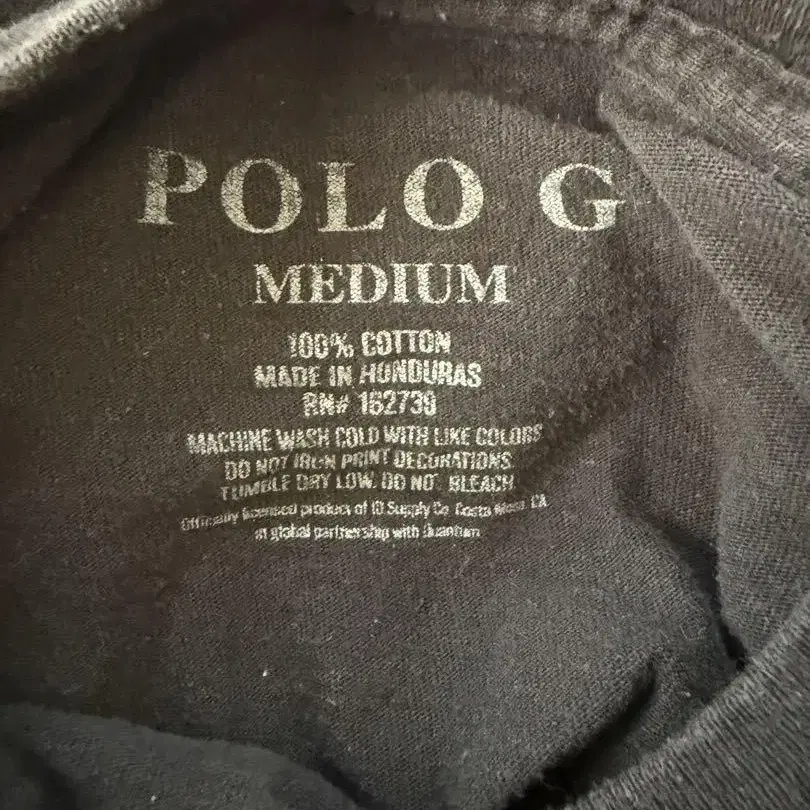 POLO G
MEDIUM
100% COTTON
MADE IN HONDURAS
RN# 162739
MACHINE WASH COLD WITH LIKE COLORS
DO NOT IRON PRINT DECORATIONS.
TUMBLE DRY LOW. DO NOT BLEACH
Officially licensed product of ID Supply Co. Costa Mesa, CA
in global partnership with Quantum